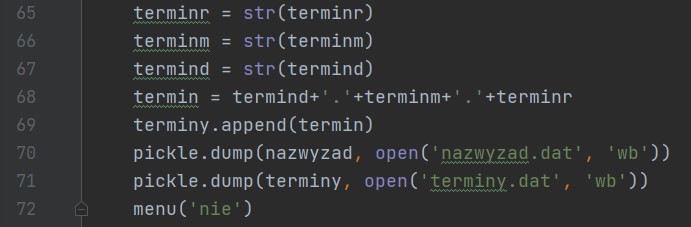 65 terminr = str(terminr)
66 terminm = str(terminm)
67 termind = str(termind)
68 termin = termind+'.'+terminm+'.'+terminr
69 terminy.append(termin)
70 pickle.dump(nazwyzad, open('nazwyzad.dat', 'wb'))
71 pickle.dump(terminy, open('terminy.dat', 'wb'))
72 menu('nie')